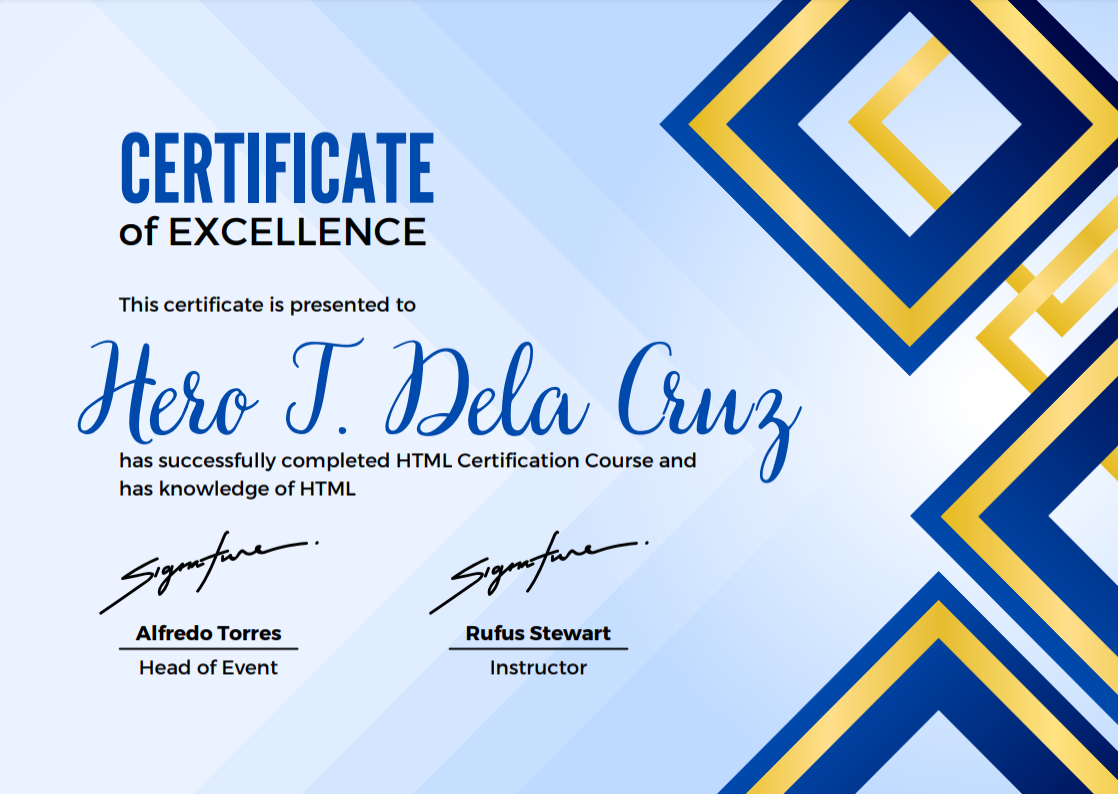 CERTIFICATE
of EXCELLENCE
This certificate is presented to
Hero T. Dela Cruz
has successfully completed HTML Certification Course and
has knowledge of HTML
Signature. Signature.
Alfredo Torres Rufus Stewart
Head of Event Instructor